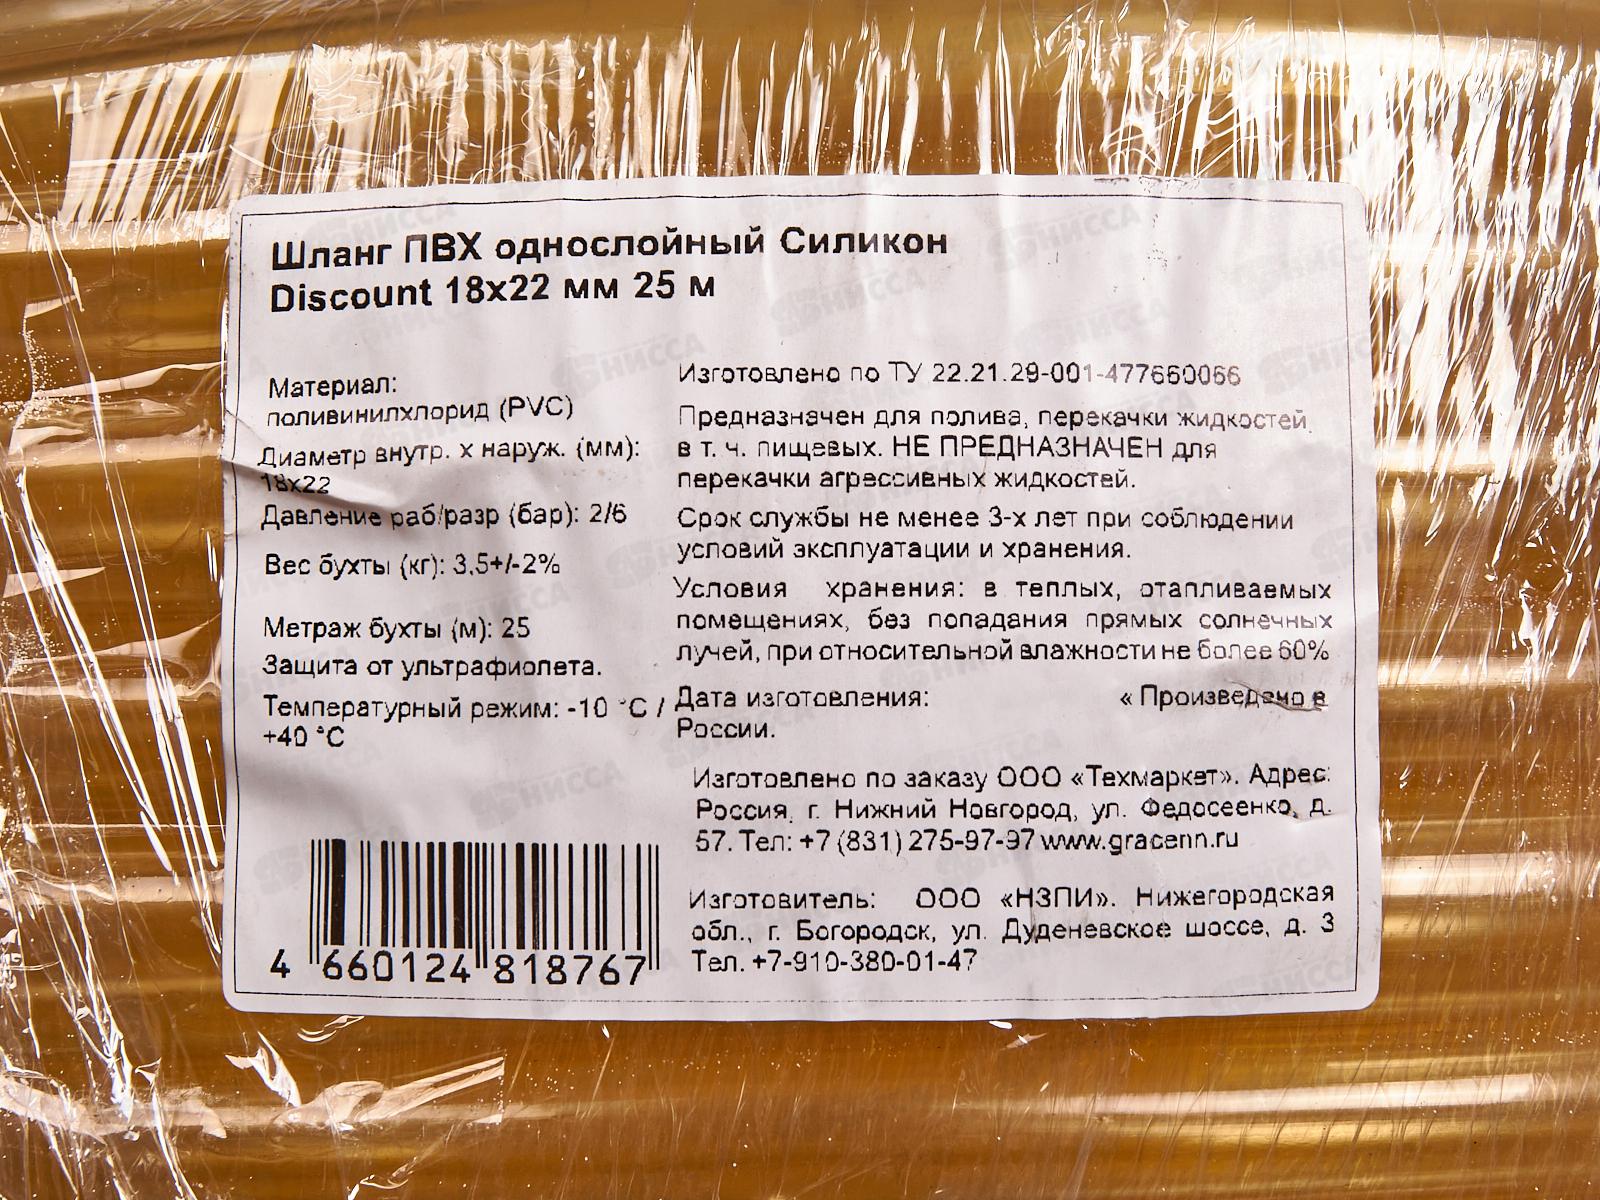 Шланг ПВХ однослойный Силикон
Discount 18x22 мм 25 м
Материал:
поливинилхлорид (PVC)
Диаметр внутр. х наруж. (мм):
18x22
Давление раб/разр (бар): 2/6
Вес бухты (кг): 3,5+/-2%
Метраж бухты (м): 25
Защита от ультрафиолета.
Температурный режим: -10 °C /
+40 °C
Изготовлено по ТУ 22.21.29-001-477660066
Предназначен для полива, перекачки жидкостей,
в т. ч. пищевых. НЕ ПРЕДНАЗНАЧЕН для
перекачки агрессивных жидкостей.
Срок службы не менее 3-х лет при соблюдении
условий эксплуатации и хранения.
Условия хранения: в теплых, отапливаемых
помещениях, без попадания прямых солнечных
лучей, при относительной влажности не более 60%
Дата изготовления: « Произведено в
России.
Изготовлено по заказу ООО «Техмаркет». Адрес:
Россия, г. Нижний Новгород, ул. Федосеенко, д.
57. Тел: +7 (831) 275-97-97 www.gracenn.ru
Изготовитель: ООО «НЗПИ». Нижегородская
обл., г. Богородск, ул. Дуденевское шоссе, д. 3
Тел. +7-910-380-01-47
4 660124 818767